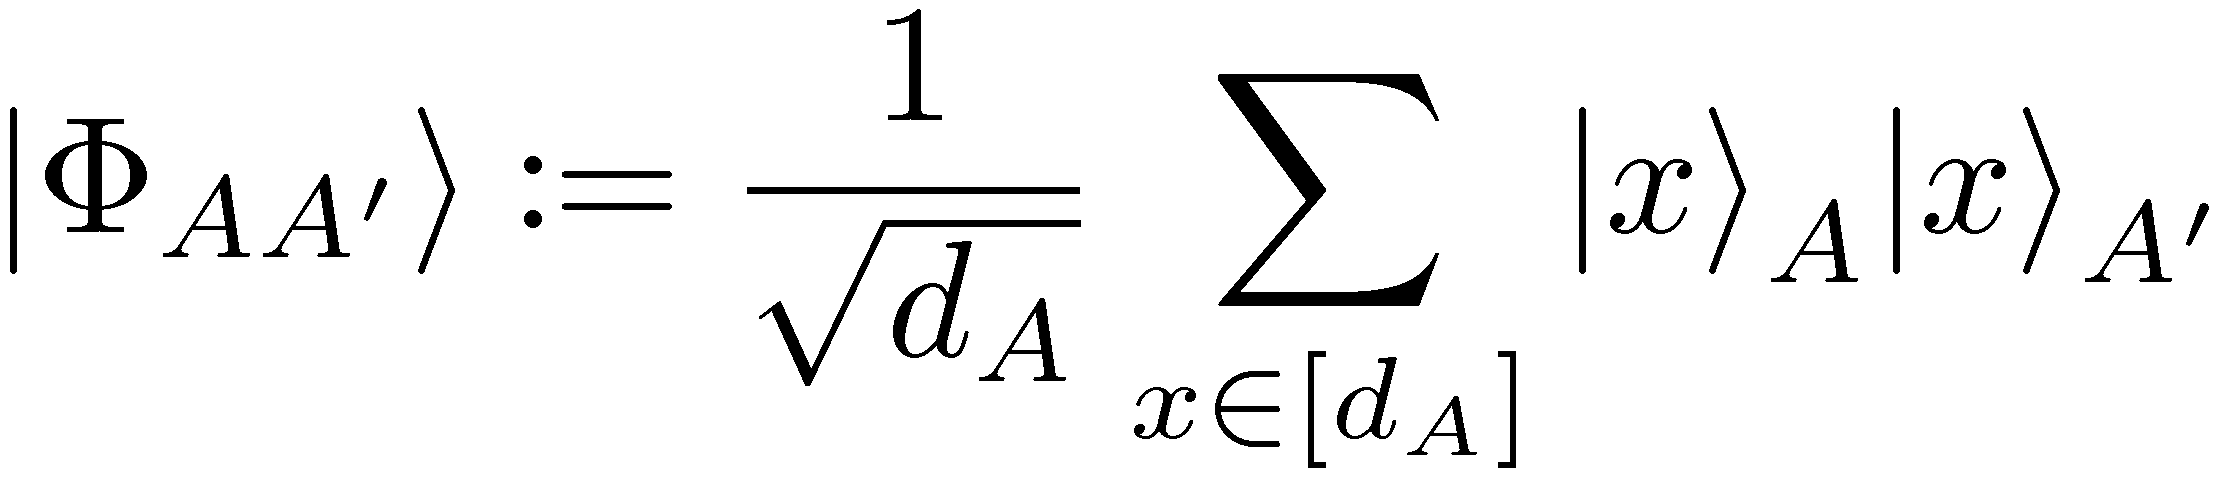 |Φ_{AA′}⟩ := \frac{1}{\sqrt{d_A}} \sum_{x∈[d_A]} |x⟩_A |x⟩_{A′}